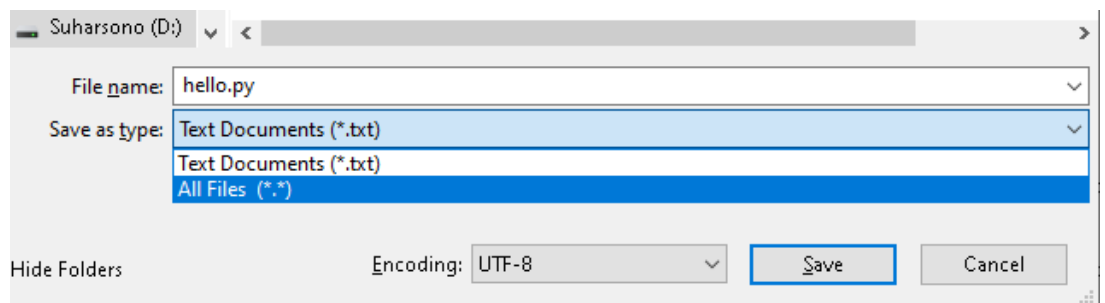 Suharsono (D:)
File name: hello.py
Save as type: Text Documents (*.txt)
Text Documents (*.txt)
All Files (*.*)
Hide Folders Encoding: UTF-8 Save Cancel